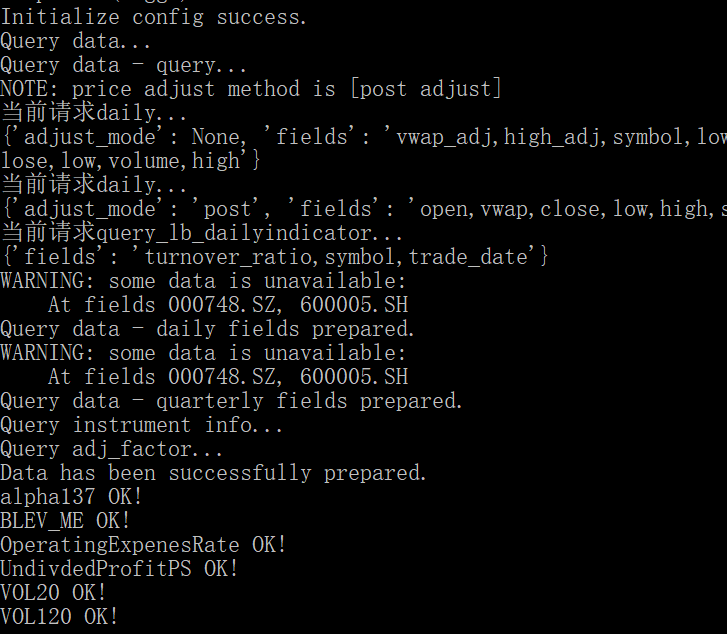 Initialize config success.
Query data...
Query data - query...
NOTE: price adjust method is [post adjust]
当前请求daily...
{'adjust_mode': None, 'fields': 'vwap_adj,high_adj,symbol,low
lose,low,volume,high'}
当前请求daily...
{'adjust_mode': 'post', 'fields': 'open,vwap,close,low,high,s
当前请求query_lb_dailyindicator...
{'fields': 'turnover_ratio,symbol,trade_date'}
WARNING: some data is unavailable:
    At fields 000748.SZ, 600005.SH
Query data - daily fields prepared.
WARNING: some data is unavailable:
    At fields 000748.SZ, 600005.SH
Query data - quarterly fields prepared.
Query instrument info...
Query adj_factor...
Data has been successfully prepared.
alpha137 OK!
BLEV_ME OK!
OperatingExpenesRate OK!
UndivdedProfitPS OK!
VOL20 OK!
VOL120 OK!